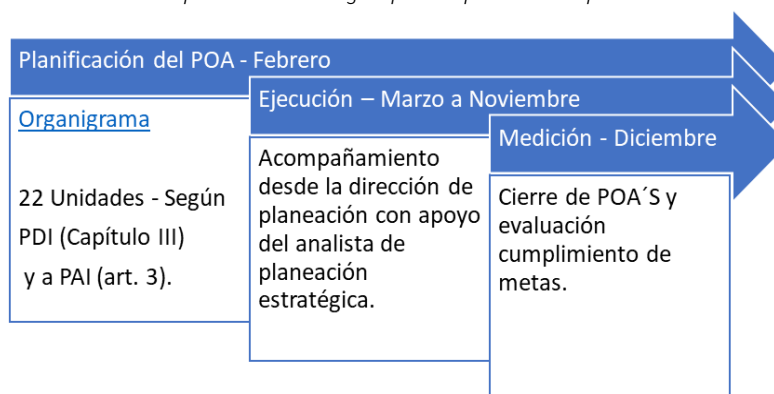 Planificación del POA - Febrero
Organigrama
22 Unidades - Según
PDI (Capítulo III)
y a PAI (art. 3).
Ejecución – Marzo a Noviembre
Acompañamiento
desde la dirección de
planeación con apoyo
del analista de
planeación
estratégica.
Medición - Diciembre
Cierre de POA´S y
evaluación
cumplimiento de
metas.